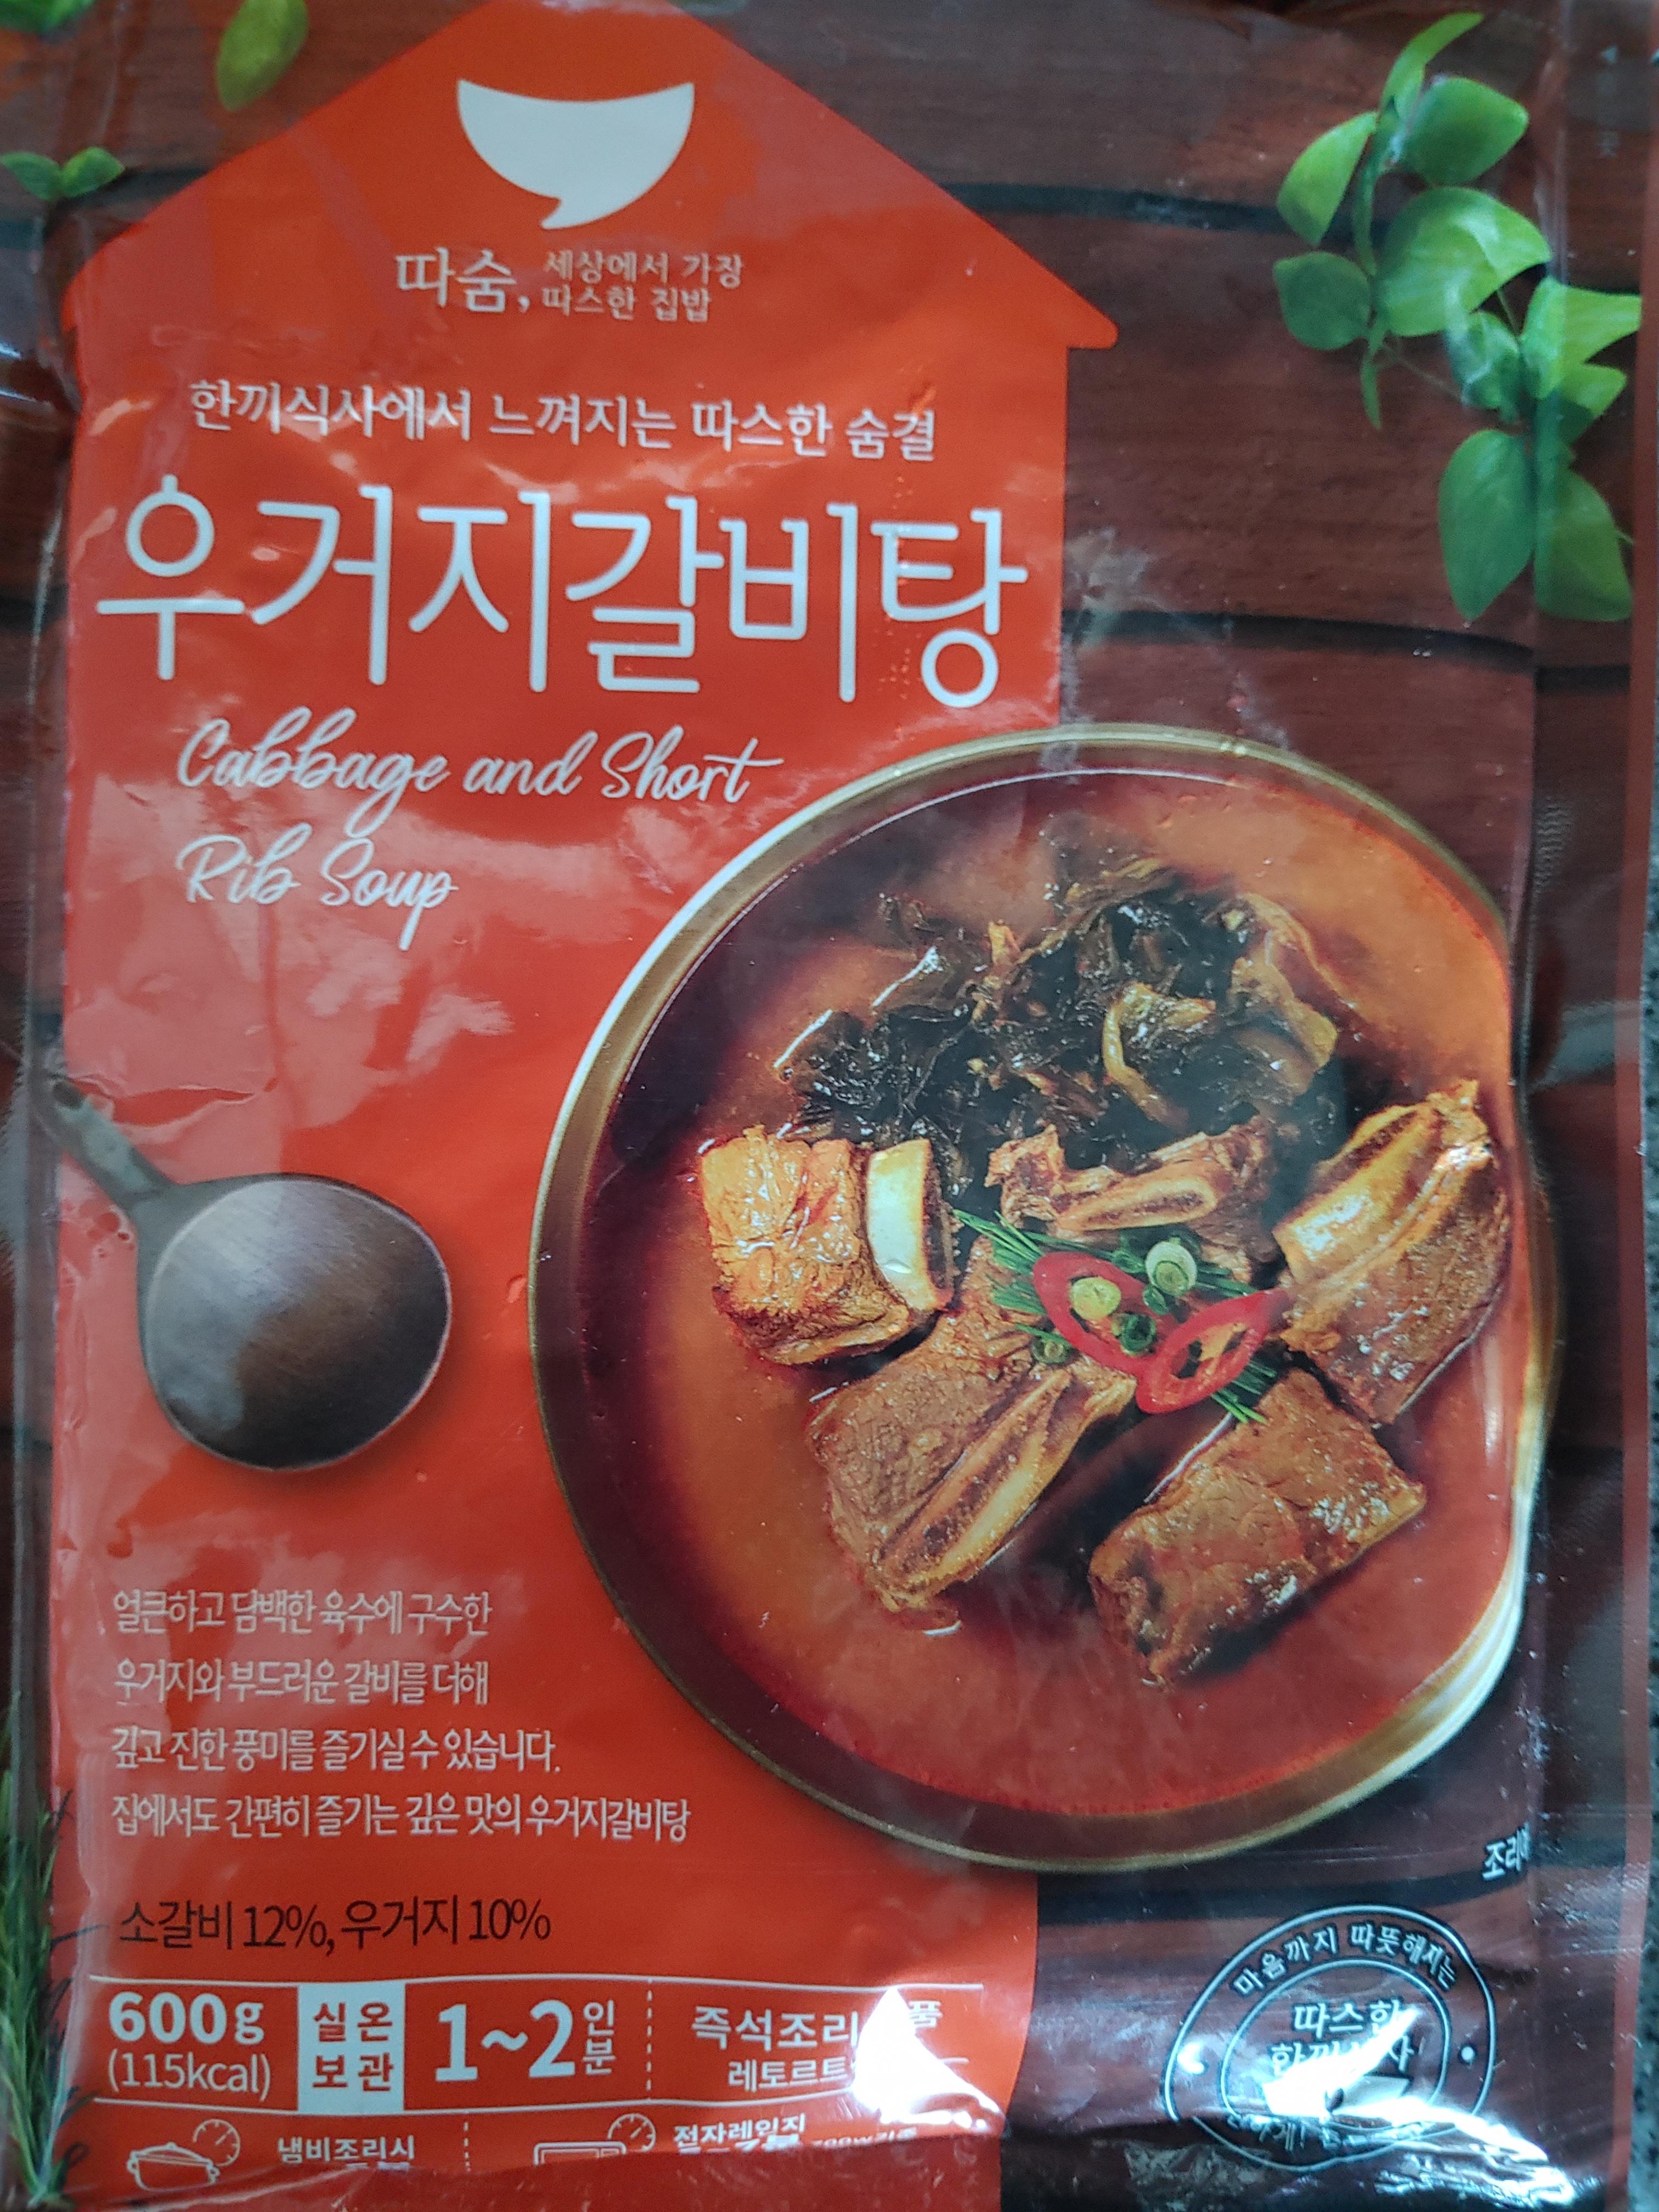 따숨, 세상에서 가장
따스한 집밥
한끼식사에서 느껴지는 따스한 숨결
우거지갈비탕
Cabbage and Short
Rib Soup
얼큰하고 담백한 육수에 구수한
우거지와 부드러운 갈비를 더해
깊고 진한 풍미를 즐기실 수 있습니다.
집에서도 간편히 즐기는 깊은 맛의 우거지갈비탕
소갈비 12%, 우거지 10%
600g
(115kcal)
실온
보관
1~2인분
즉석조리
레토르트
냄비조리시
전자레인지
마음까지 따뜻해지는
따스한